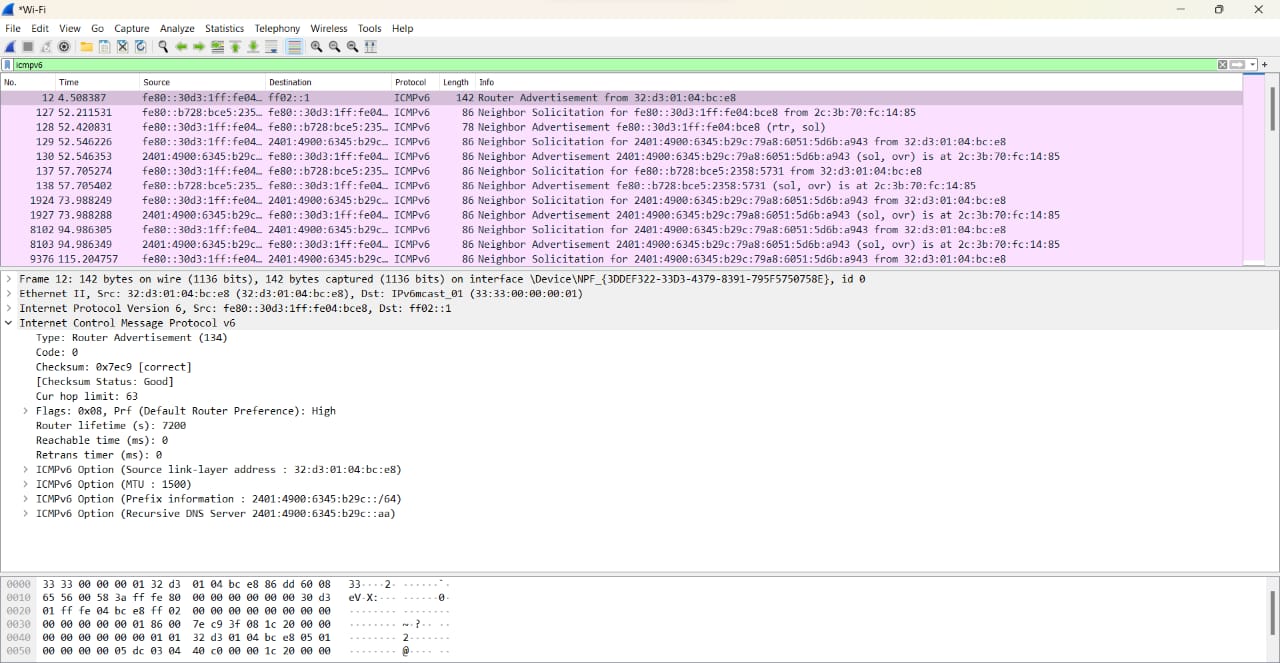 *Wi-Fi
File Edit View Go Capture Analyze Statistics Telephony Wireless Tools Help
icmpv6
No. Time Source Destination Protocol Length Info
12 4.508387 fe80::30d3:1ff:fe04… ff02::1 ICMPv6 142 Router Advertisement from 32:d3:01:04:bc:e8
127 52.211531 fe80::b728:bce5:235… fe80::30d3:1ff:fe04… ICMPv6 86 Neighbor Solicitation for fe80::30d3:1ff:fe04:bce8 from 2c:3b:70:fc:14:85
128 52.420831 fe80::30d3:1ff:fe04… fe80::b728:bce5:235… ICMPv6 78 Neighbor Advertisement fe80::30d3:1ff:fe04:bce8 (rtr, sol)
129 52.546226 fe80::30d3:1ff:fe04… 2401:4900:6345:b29c… ICMPv6 86 Neighbor Solicitation for 2401:4900:6345:b29c:79a8:6051:5d6b:a943 from 32:d3:01:04:bc:e8
130 52.546353 2401:4900:6345:b29c… fe80::30d3:1ff:fe04… ICMPv6 86 Neighbor Advertisement 2401:4900:6345:b29c:79a8:6051:5d6b:a943 (sol, ovr) is at 2c:3b:70:fc:14:85
137 57.705274 fe80::30d3:1ff:fe04… fe80::b728:bce5:235… ICMPv6 86 Neighbor Solicitation for fe80::b728:bce5:2358:5731 from 32:d3:01:04:bc:e8
138 57.705402 fe80::b728:bce5:235… fe80::30d3:1ff:fe04… ICMPv6 86 Neighbor Advertisement fe80::b728:bce5:2358:5731 (sol, ovr) is at 2c:3b:70:fc:14:85
1924 73.988249 fe80::30d3:1ff:fe04… 2401:4900:6345:b29c… ICMPv6 86 Neighbor Solicitation for 2401:4900:6345:b29c:79a8:6051:5d6b:a943 from 32:d3:01:04:bc:e8
1927 73.988288 2401:4900:6345:b29c… fe80::30d3:1ff:fe04… ICMPv6 86 Neighbor Advertisement 2401:4900:6345:b29c:79a8:6051:5d6b:a943 (sol, ovr) is at 2c:3b:70:fc:14:85
8102 94.986305 fe80::30d3:1ff:fe04… 2401:4900:6345:b29c… ICMPv6 86 Neighbor Solicitation for 2401:4900:6345:b29c:79a8:6051:5d6b:a943 from 32:d3:01:04:bc:e8
8103 94.986349 2401:4900:6345:b29c… fe80::30d3:1ff:fe04… ICMPv6 86 Neighbor Advertisement 2401:4900:6345:b29c:79a8:6051:5d6b:a943 (sol, ovr) is at 2c:3b:70:fc:14:85
9376 115.204757 fe80::30d3:1ff:fe04… 2401:4900:6345:b29c… ICMPv6 86 Neighbor Solicitation for 2401:4900:6345:b29c:79a8:6051:5d6b:a943 from 32:d3:01:04:bc:e8
Frame 12: 142 bytes on wire (1136 bits), 142 bytes captured (1136 bits) on interface \Device\NPF_{3DDEF322-33D3-4379-8391-795F5750758E}, id 0
Ethernet II, Src: 32:d3:01:04:bc:e8 (32:d3:01:04:bc:e8), Dst: IPv6mcast_01 (33:33:00:00:00:01)
Internet Protocol Version 6, Src: fe80::30d3:1ff:fe04:bce8, Dst: ff02::1
Internet Control Message Protocol v6
Type: Router Advertisement (134)
Code: 0
Checksum: 0x7ec9 [correct]
[Checksum Status: Good]
Cur hop limit: 63
Flags: 0x08, Prf (Default Router Preference): High
Router lifetime (s): 7200
Reachable time (ms): 0
Retrans timer (ms): 0
ICMPv6 Option (Source link-layer address : 32:d3:01:04:bc:e8)
ICMPv6 Option (MTU : 1500)
ICMPv6 Option (Prefix information : 2401:4900:6345:b29c::/64)
ICMPv6 Option (Recursive DNS Server 2401:4900:6345:b29c::aa)
0000 33 33 00 00 00 01 32 d3 01 04 bc e8 86 dd 60 08 33····2· ······`·
0010 65 56 00 58 3a ff fe 80 00 00 00 00 00 00 30 d3 eV·X:··· ······0·
0020 01 ff fe 04 bc e8 ff 02 00 00 00 00 00 00 00 00 ········ ········
0030 00 00 00 00 00 01 86 00 7e c9 3f 08 1c 20 00 00 ········ ~·?·· ··
0040 00 00 00 00 00 00 01 01 32 d3 01 04 bc e8 05 01 ········ 2·······
0050 00 00 00 00 05 dc 03 04 40 c0 00 00 1c 20 00 00 ········ @···· ··